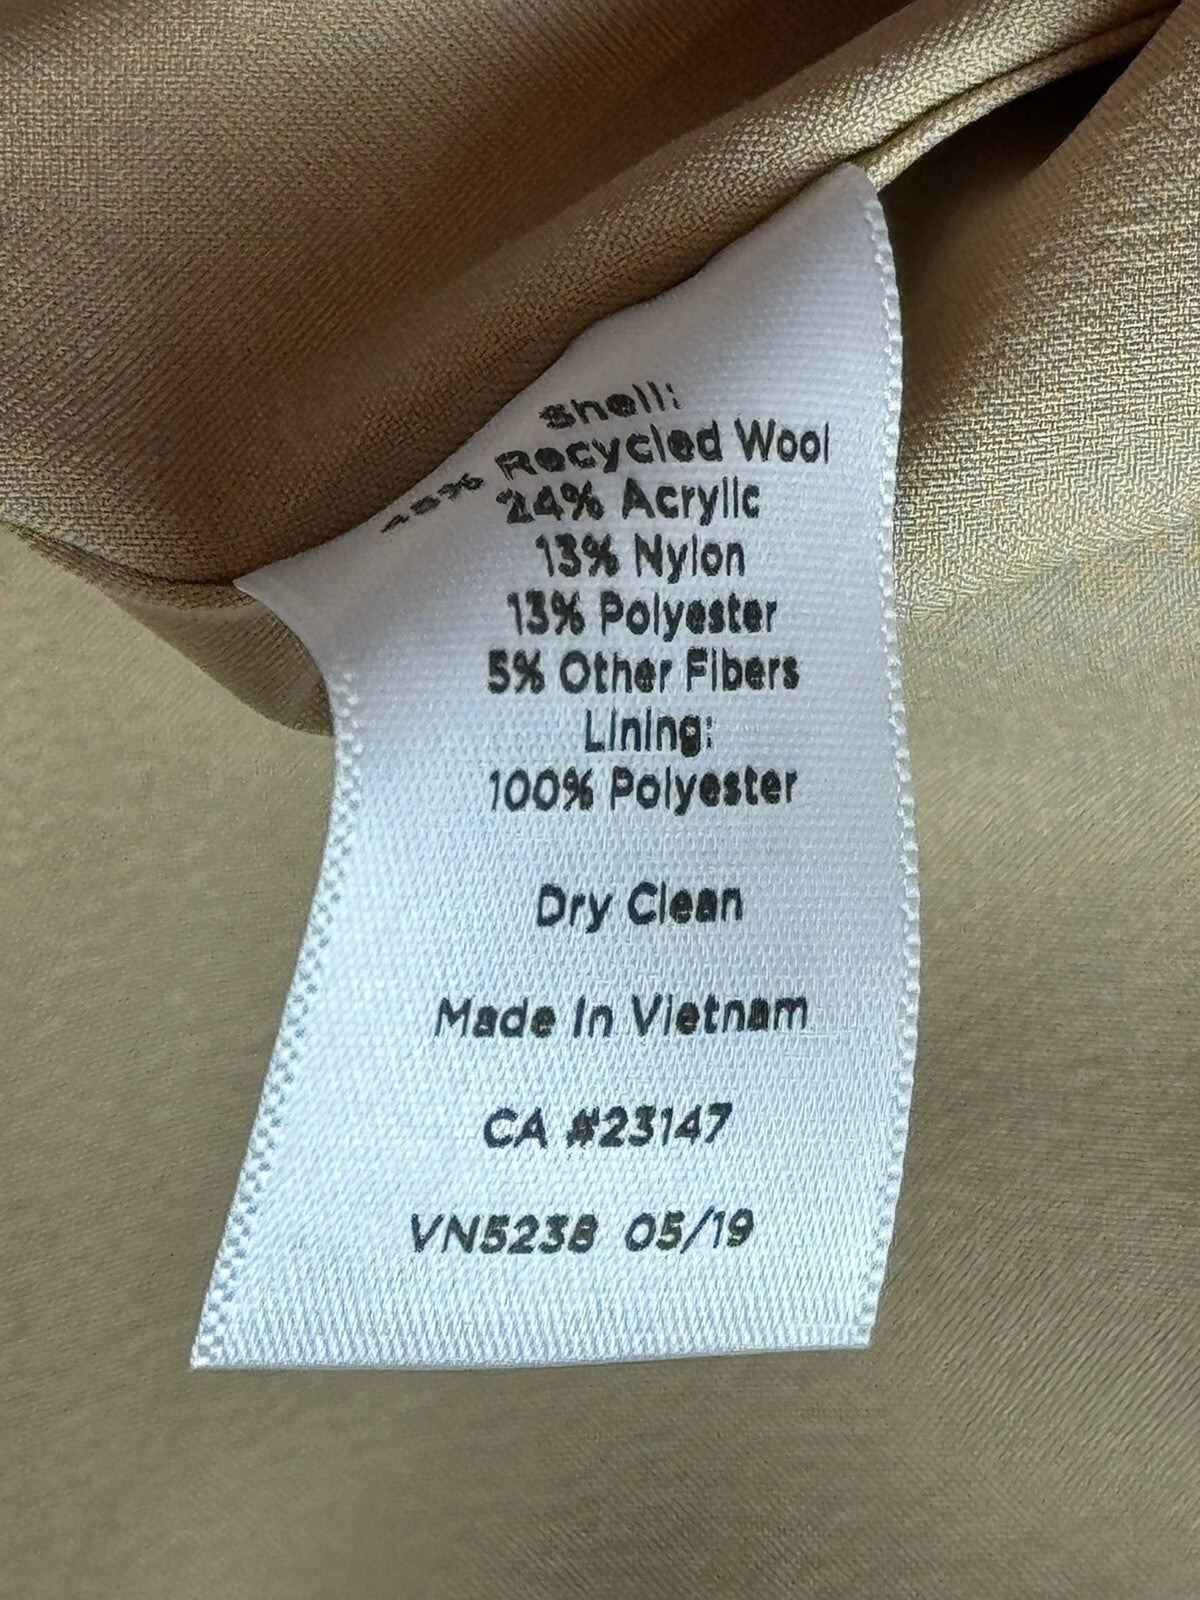 Shell:
Recycled Wool
24% Acrylic
13% Nylon
13% Polyester
5% Other Fibers
Lining:
100% Polyester
Dry Clean
Made In Vietnam
CA #23147
VN5238 05/19